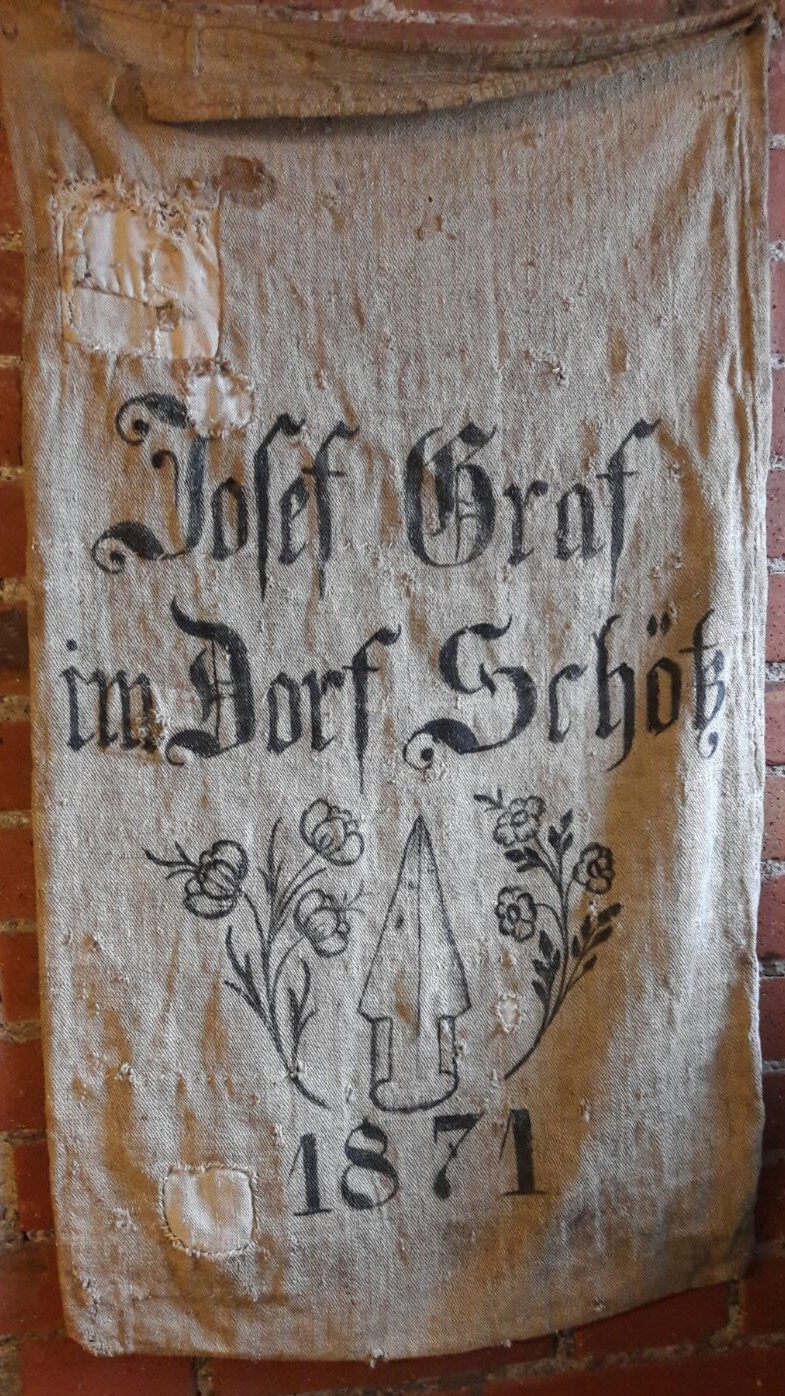 Josef Graf
im Dorf Schötz
1871